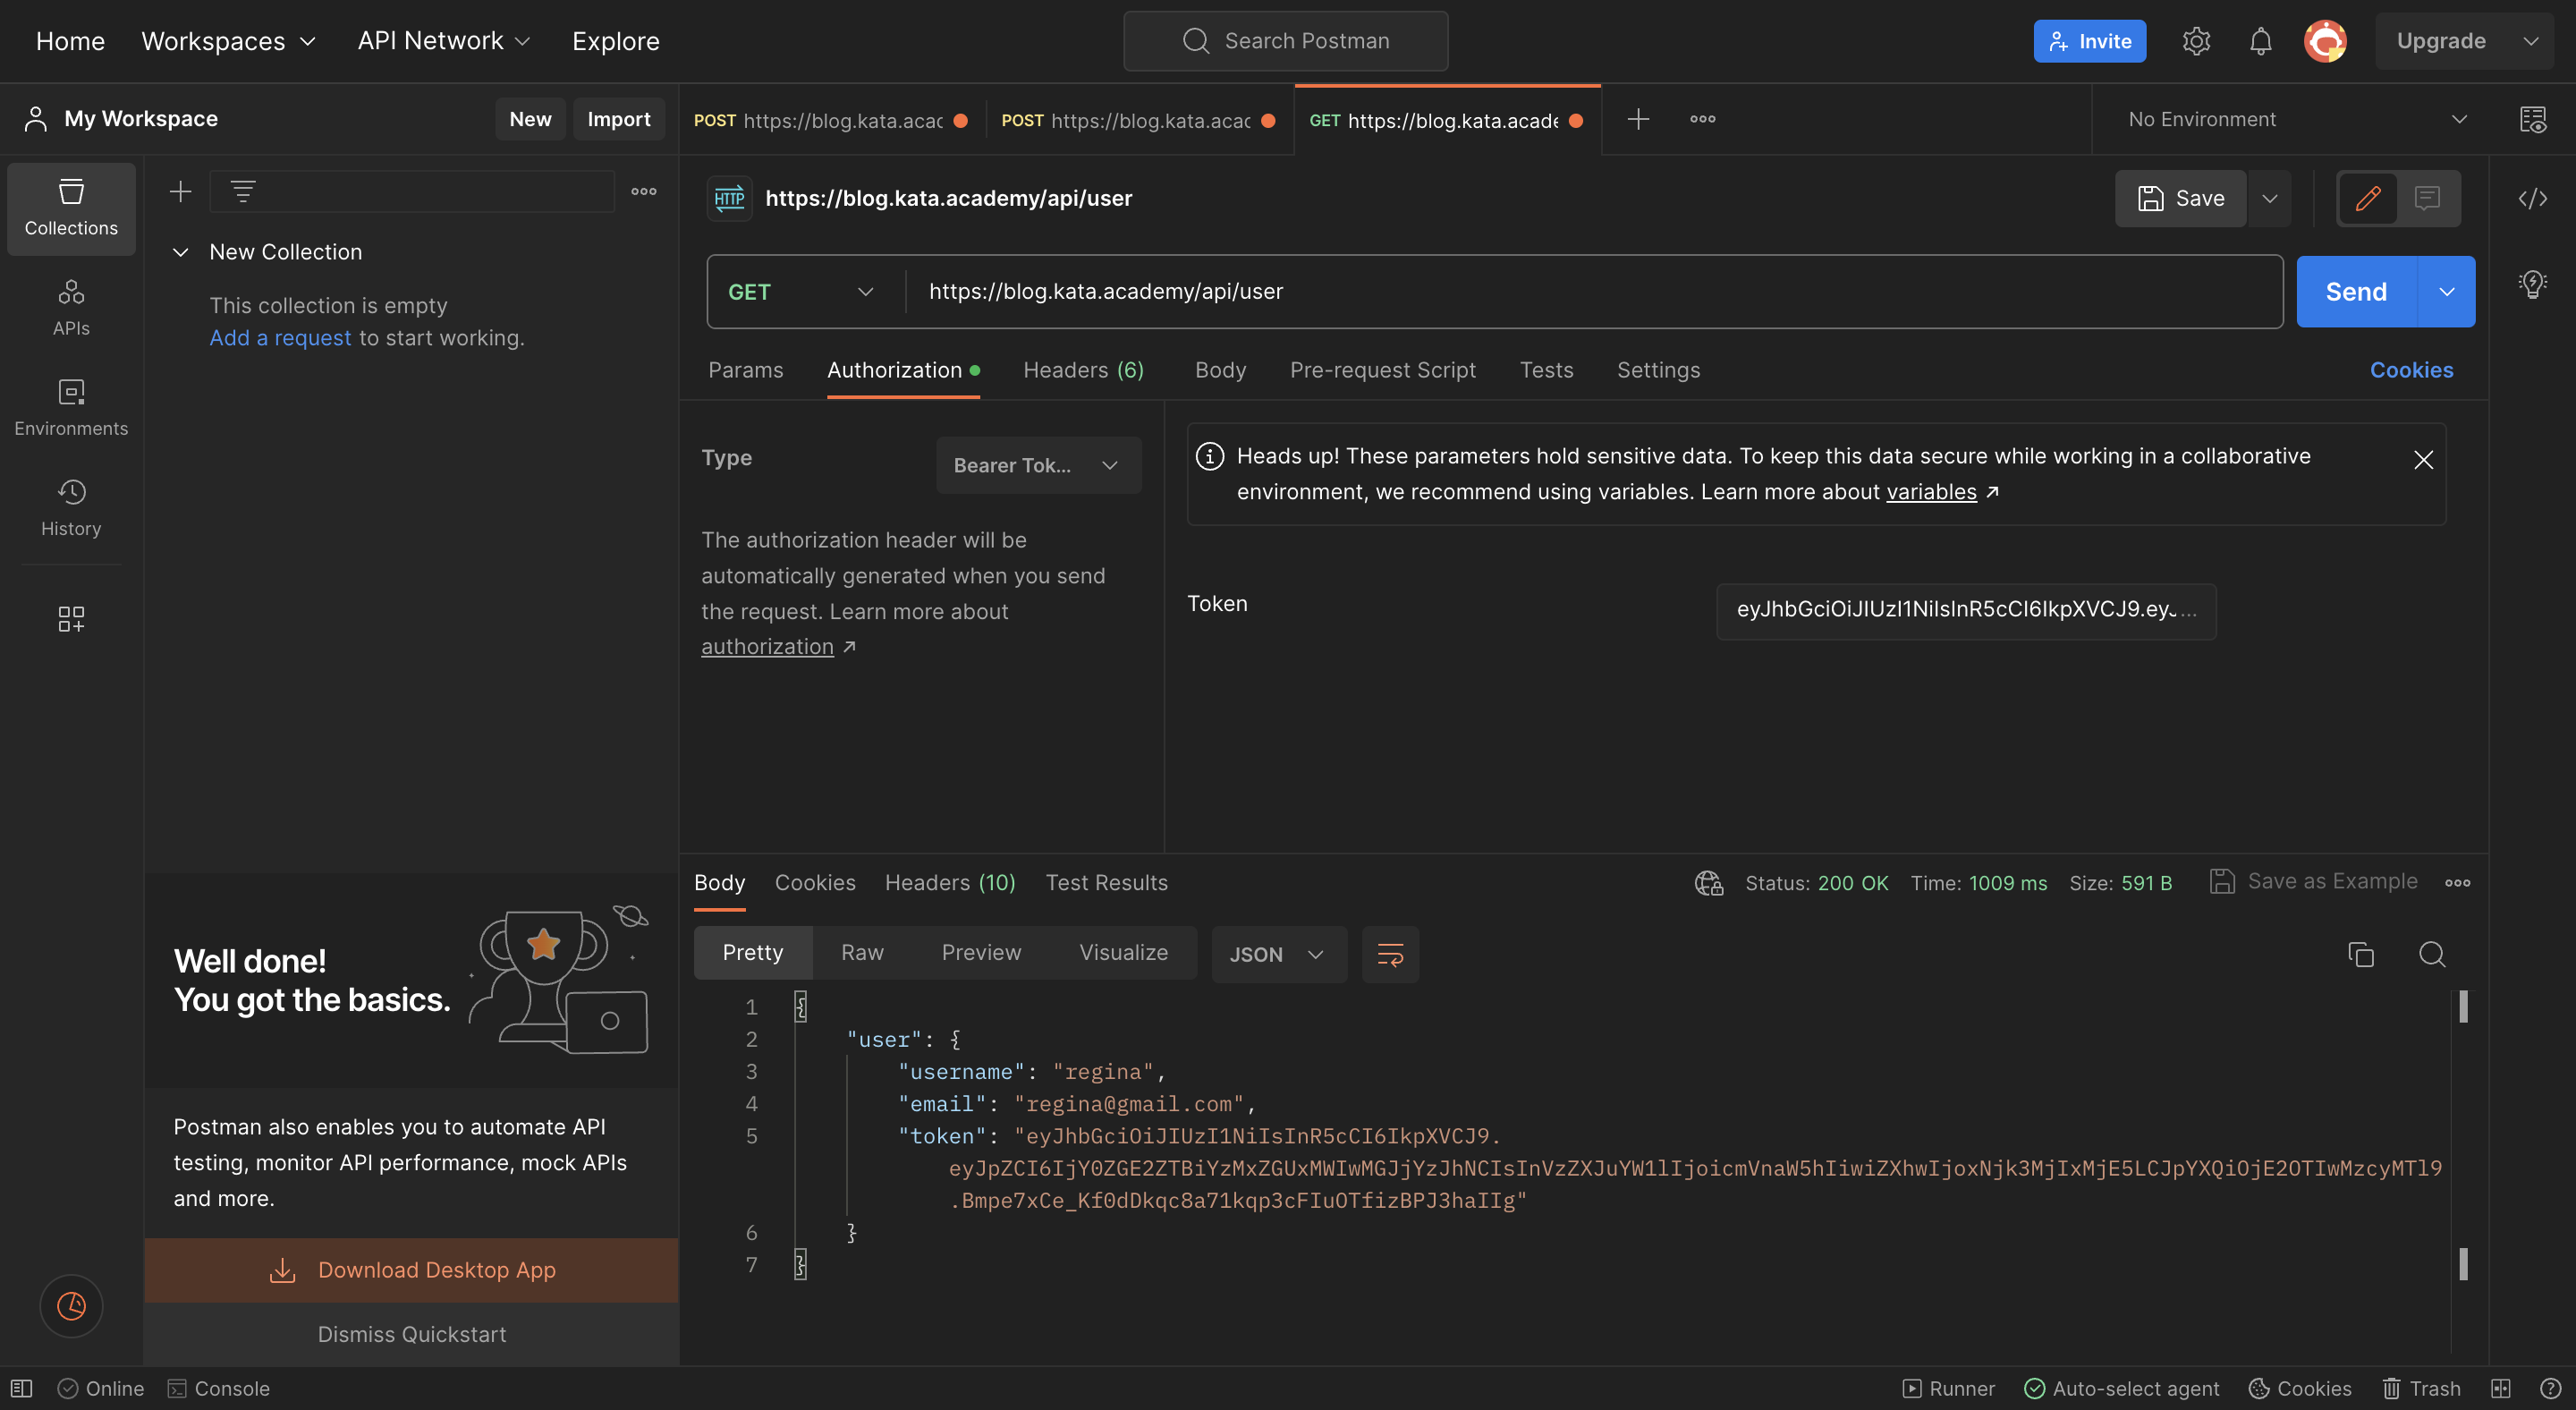 Home Workspaces API Network Explore Search Postman Invite Upgrade
My Workspace New Import
POST https://blog.kata.acac POST https://blog.kata.acac GET https://blog.kata.acade No Environment
Collections
APIs
Environments
History
New Collection
This collection is empty
Add a request to start working.
Well done!
You got the basics.
Postman also enables you to automate API
testing, monitor API performance, mock APIs
and more.
Download Desktop App
Dismiss Quickstart
HTTP https://blog.kata.academy/api/user Save
GET https://blog.kata.academy/api/user Send
Params Authorization Headers (6) Body Pre-request Script Tests Settings Cookies
Type Bearer Tok...
The authorization header will be
automatically generated when you send
the request. Learn more about
authorization ↗
Heads up! These parameters hold sensitive data. To keep this data secure while working in a collaborative
environment, we recommend using variables. Learn more about variables ↗
Token eyJhbGciOiJIUzI1NiIsInR5cCI6IkpXVCJ9.eyJ...
Body Cookies Headers (10) Test Results Status: 200 OK Time: 1009 ms Size: 591 B Save as Example
Pretty Raw Preview Visualize JSON
1 {
2 "user": {
3 "username": "regina",
4 "email": "regina@gmail.com",
5 "token": "eyJhbGciOiJIUzI1NiIsInR5cCI6IkpXVCJ9.
eyJpZCI6IjY0ZGE2ZTBiYzMxZGUxMWIwMGJjYzJhNCIsInVzZXJuYW1lIjoicmVnaW5hIiwiZXhwIjoxNjk3MjIxMjE5LCJpYXQiOjE2OTIwMzcyMTl9
.Bmpe7xCe_Kf0dDkqc8a71kqp3cFIuOTfizBPJ3haIIg"
6 }
7 }
Online Console Runner Auto-select agent Cookies Trash